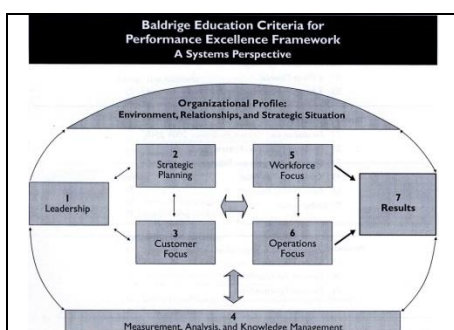 Baldrige Education Criteria for
Performance Excellence Framework
A Systems Perspective
Organizational Profile:
Environment, Relationships, and Strategic Situation
2
Strategic
Planning
5
Workforce
Focus
1
Leadership
7
Results
3
Customer
Focus
6
Operations
Focus
4
Measurement, Analysis, and Knowledge Management